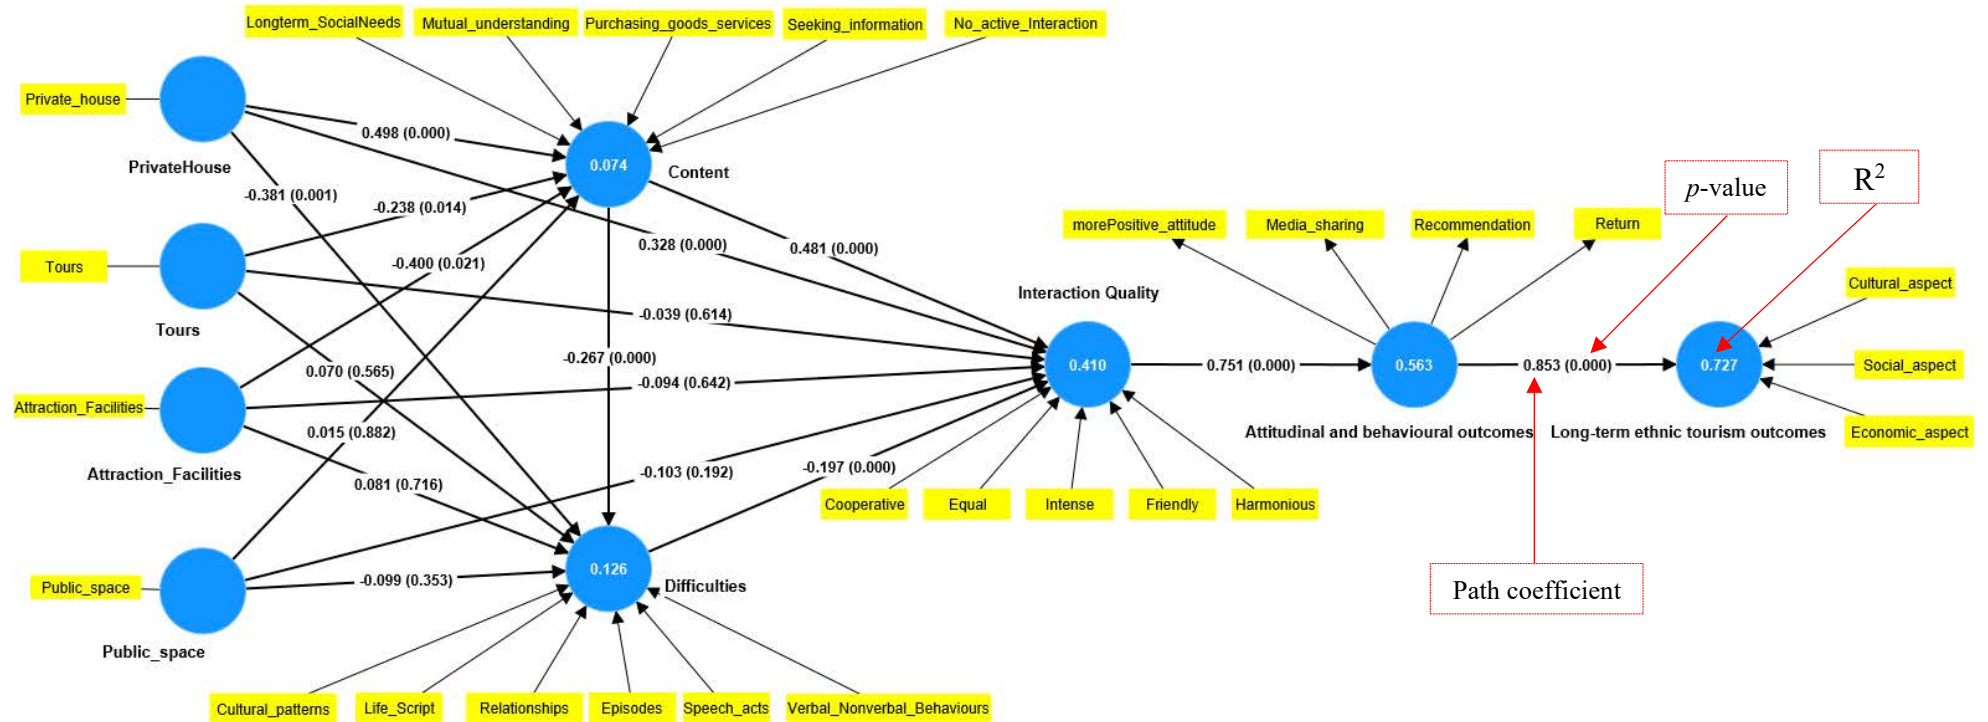 Longterm_SocialNeeds
Mutual_understanding
Purchasing_goods_services
Seeking_information
No_active_Interaction
Private_house
PrivateHouse
0.498 (0.000)
0.074
Content
-0.381 (0.001)
-0.238 (0.014)
0.328 (0.000)
0.481 (0.000)
Tours
Tours
-0.400 (0.021)
-0.039 (0.614)
-0.267 (0.000)
0.070 (0.565)
-0.094 (0.642)
Attraction_Facilities
Attraction_Facilities
0.015 (0.882)
0.081 (0.716)
-0.103 (0.192)
-0.197 (0.000)
Public_space
Public_space
-0.099 (0.353)
0.126
Difficulties
Cultural_patterns
Life_Script
Relationships
Episodes
Speech_acts
Verbal_Nonverbal_Behaviours
Interaction Quality
0.410
Cooperative
Equal
Intense
Friendly
Harmonious
0.751 (0.000)
morePositive_attitude
Media_sharing
Recommendation
Return
0.563
Attitudinal and behavioural outcomes
0.853 (0.000)
p-value
R²
Path coefficient
0.727
Long-term ethnic tourism outcomes
Cultural_aspect
Social_aspect
Economic_aspect